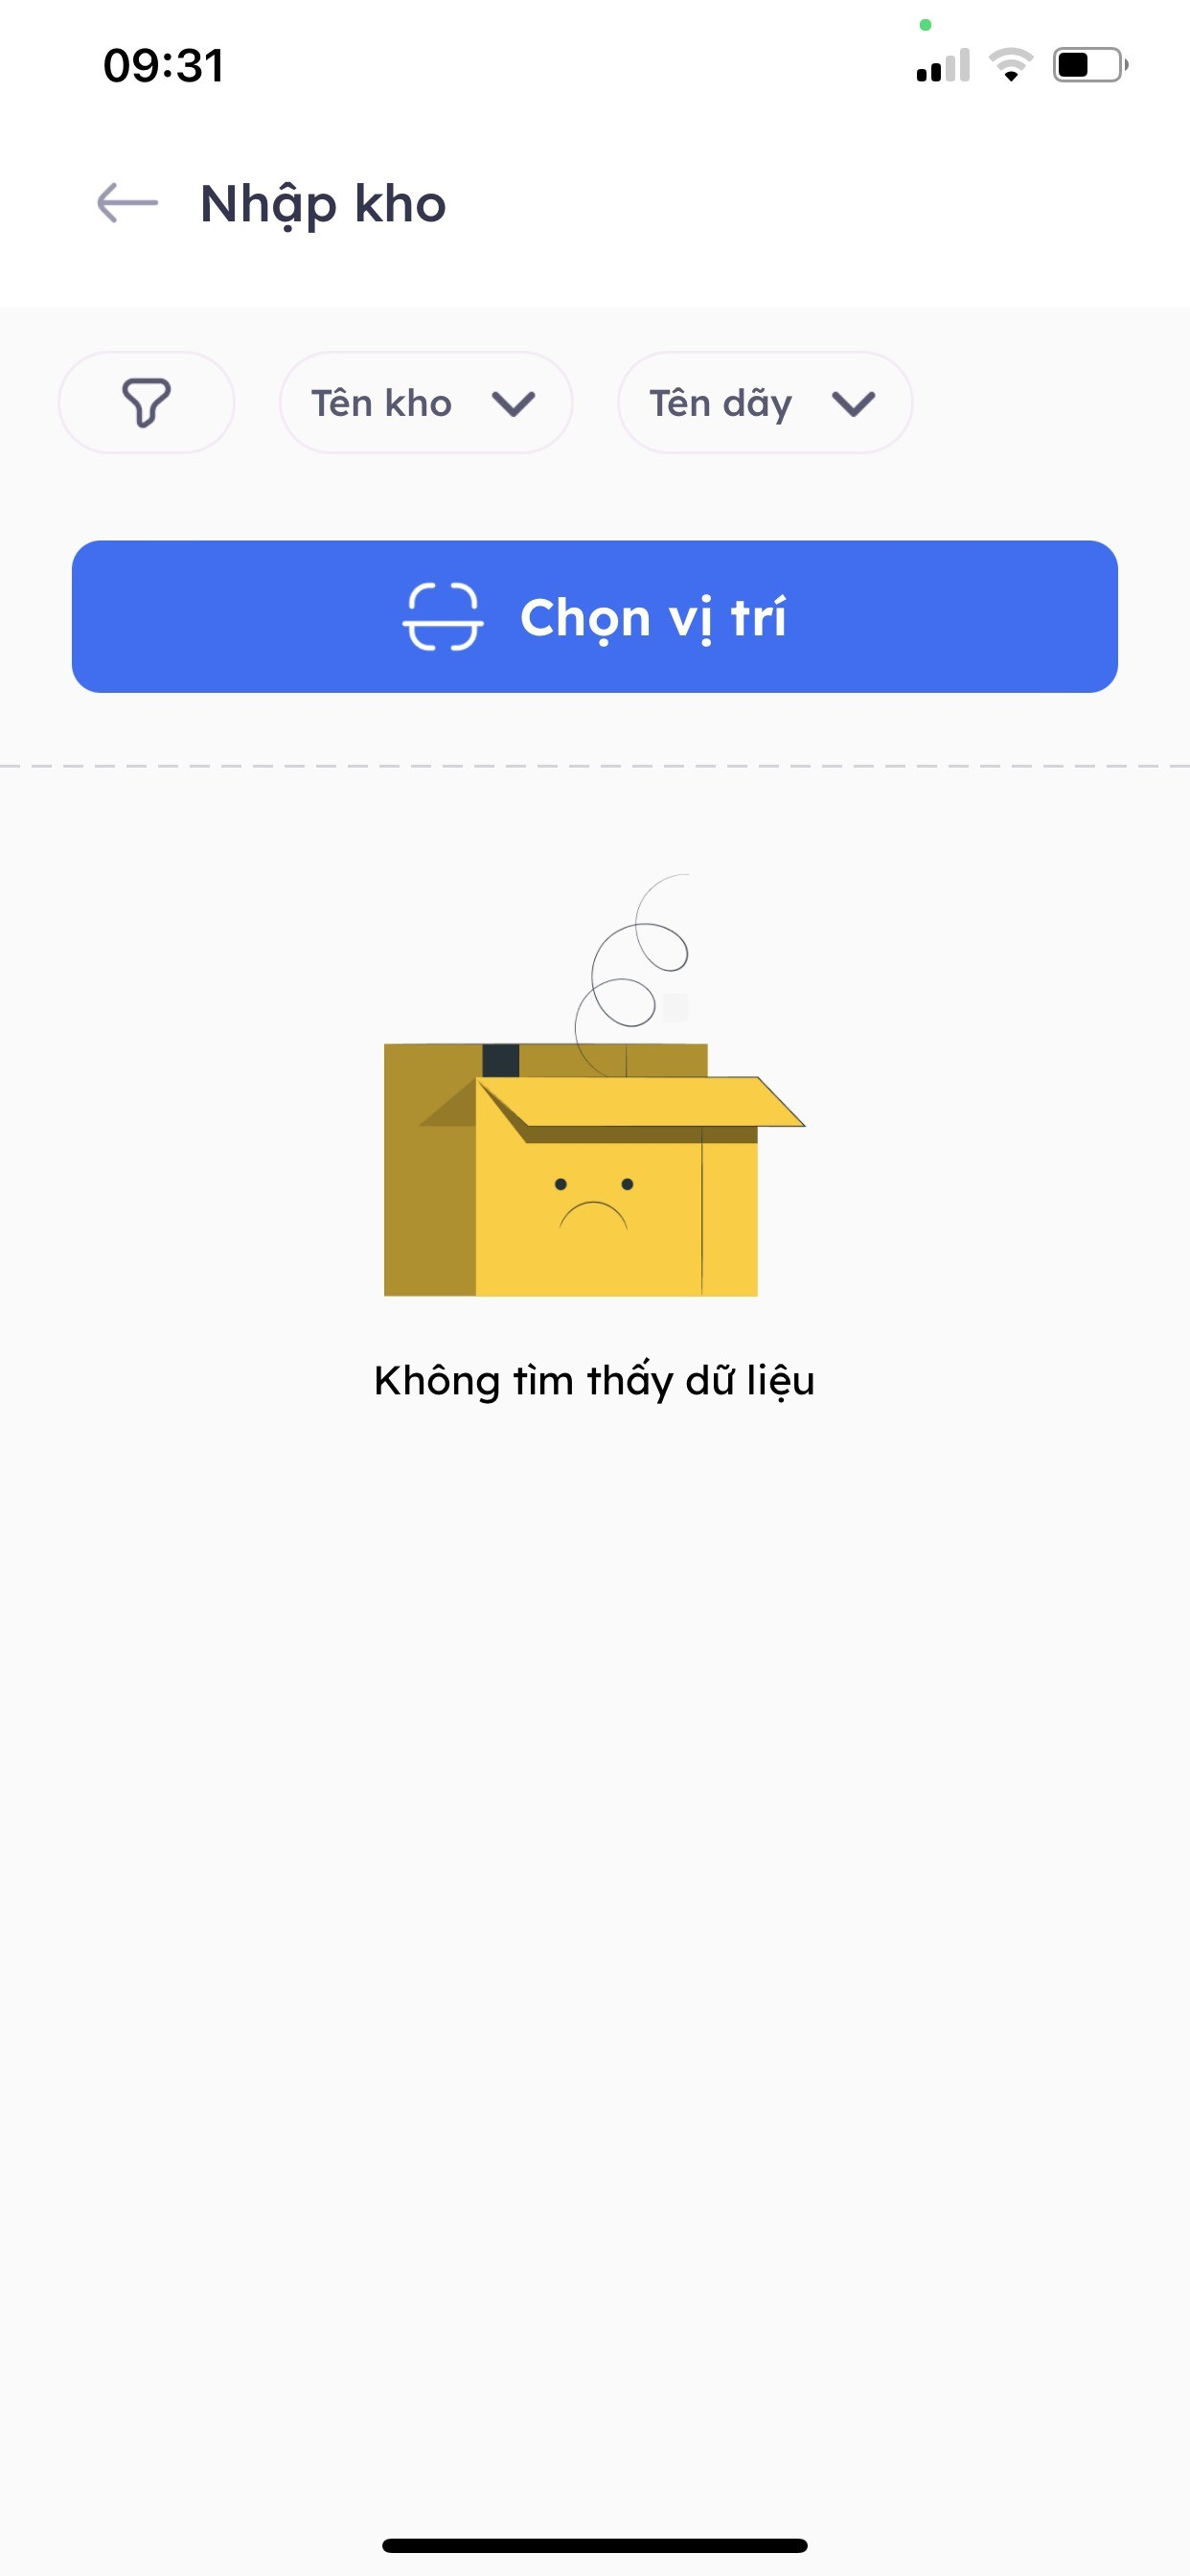 09:31
Nhập kho
Tên kho
Tên dãy
Chọn vị trí
Không tìm thấy dữ liệu